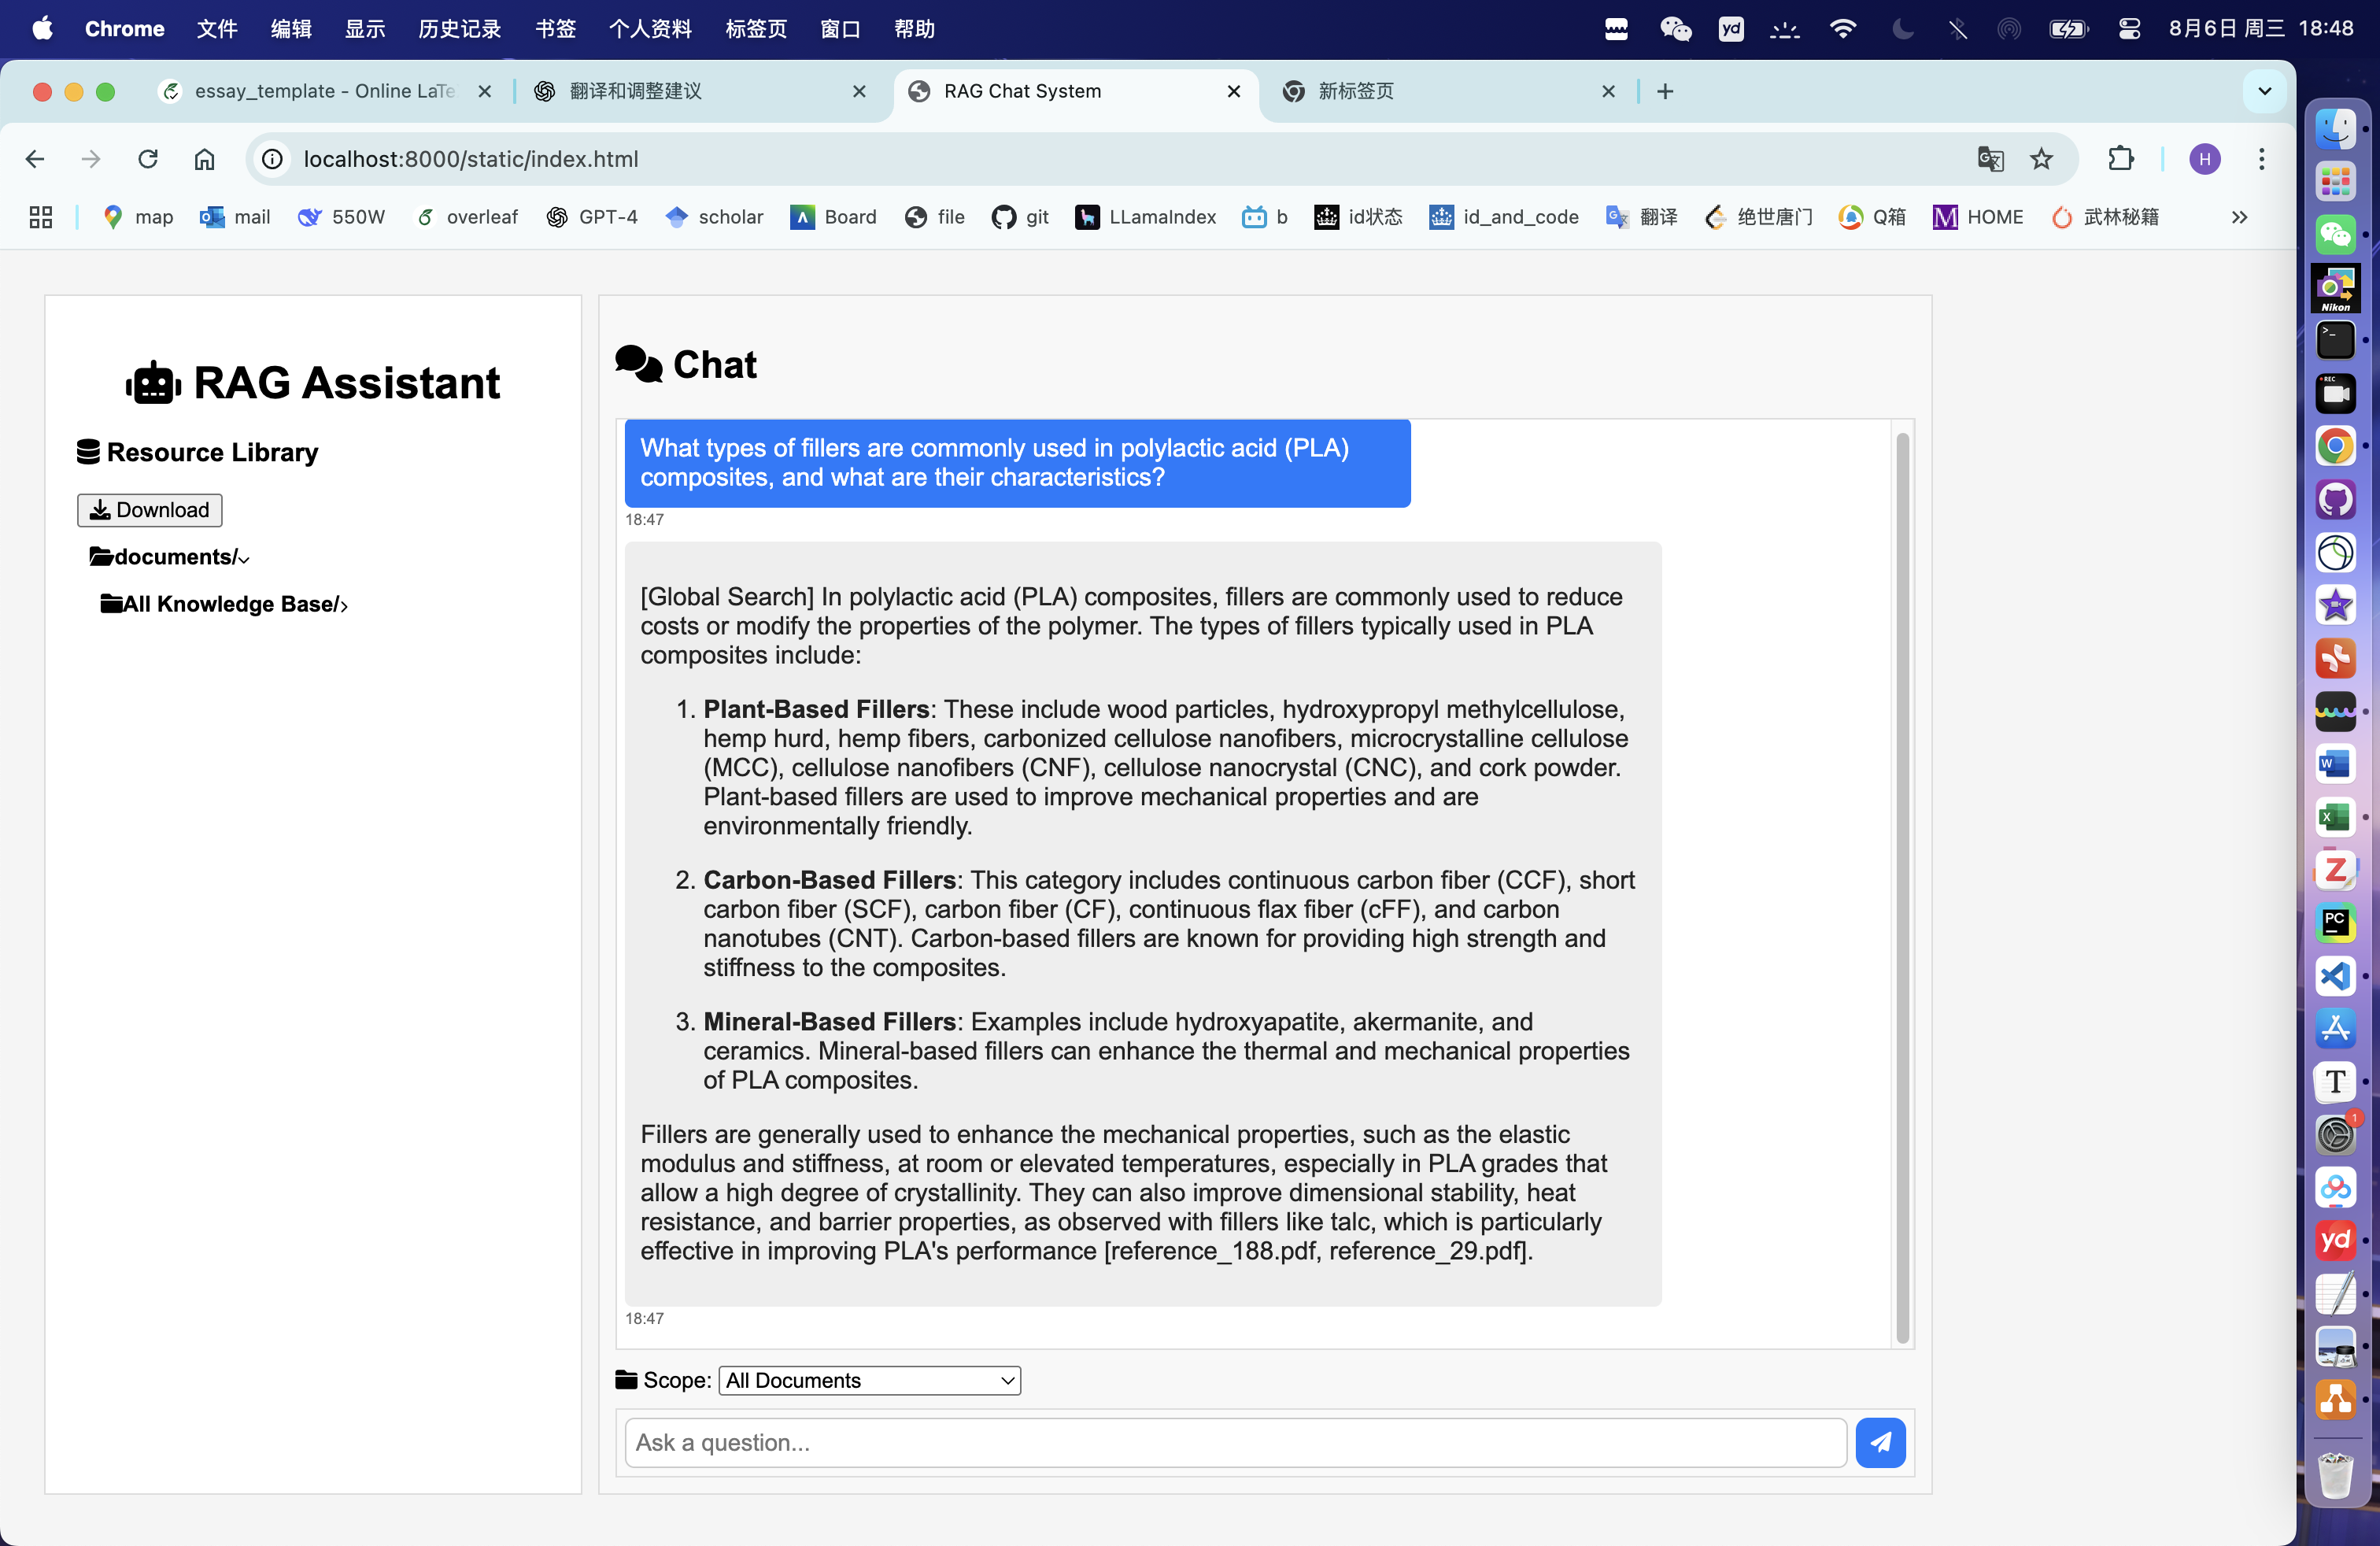 Chrome 文件 编辑 显示 历史记录 书签 个人资料 标签页 窗口 帮助 yd 8月6日 周三 18:48
essay_template - Online LaTe 翻译和调整建议 RAG Chat System 新标签页
localhost:8000/static/index.html H
map mail 550W overleaf GPT-4 scholar Board file git LLamaIndex b id状态 id_and_code 翻译 绝世唐门 Q箱 HOME 武林秘籍 »
RAG Assistant
Resource Library
Download
documents/
All Knowledge Base/
Chat
What types of fillers are commonly used in polylactic acid (PLA)
composites, and what are their characteristics?
18:47
[Global Search] In polylactic acid (PLA) composites, fillers are commonly used to reduce
costs or modify the properties of the polymer. The types of fillers typically used in PLA
composites include:
1. Plant-Based Fillers: These include wood particles, hydroxypropyl methylcellulose,
hemp hurd, hemp fibers, carbonized cellulose nanofibers, microcrystalline cellulose
(MCC), cellulose nanofibers (CNF), cellulose nanocrystal (CNC), and cork powder.
Plant-based fillers are used to improve mechanical properties and are
environmentally friendly.
2. Carbon-Based Fillers: This category includes continuous carbon fiber (CCF), short
carbon fiber (SCF), carbon fiber (CF), continuous flax fiber (cFF), and carbon
nanotubes (CNT). Carbon-based fillers are known for providing high strength and
stiffness to the composites.
3. Mineral-Based Fillers: Examples include hydroxyapatite, akermanite, and
ceramics. Mineral-based fillers can enhance the thermal and mechanical properties
of PLA composites.
Fillers are generally used to enhance the mechanical properties, such as the elastic
modulus and stiffness, at room or elevated temperatures, especially in PLA grades that
allow a high degree of crystallinity. They can also improve dimensional stability, heat
resistance, and barrier properties, as observed with fillers like talc, which is particularly
effective in improving PLA's performance [reference_188.pdf, reference_29.pdf].
18:47
Scope: All Documents
Ask a question...
Nikon
REC
W
X
Z
PC
T
1
yd